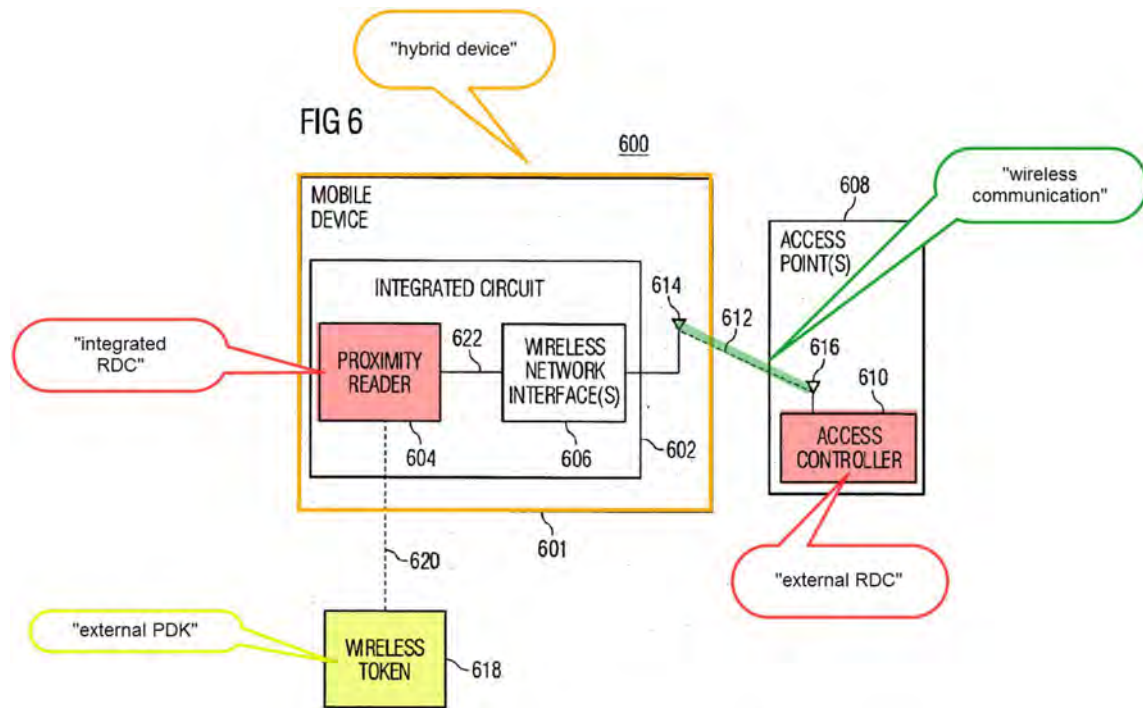 "hybrid device"
FIG 6
600
MOBILE
DEVICE
"wireless
communication"
608
ACCESS
POINT(S)
INTEGRATED CIRCUIT
614
612
"integrated
RDC"
PROXIMITY
READER
622
WIRELESS
NETWORK
INTERFACE(S)
616
610
604
606
602
ACCESS
CONTROLLER
601
620
"external RDC"
"external PDK"
WIRELESS
TOKEN
618